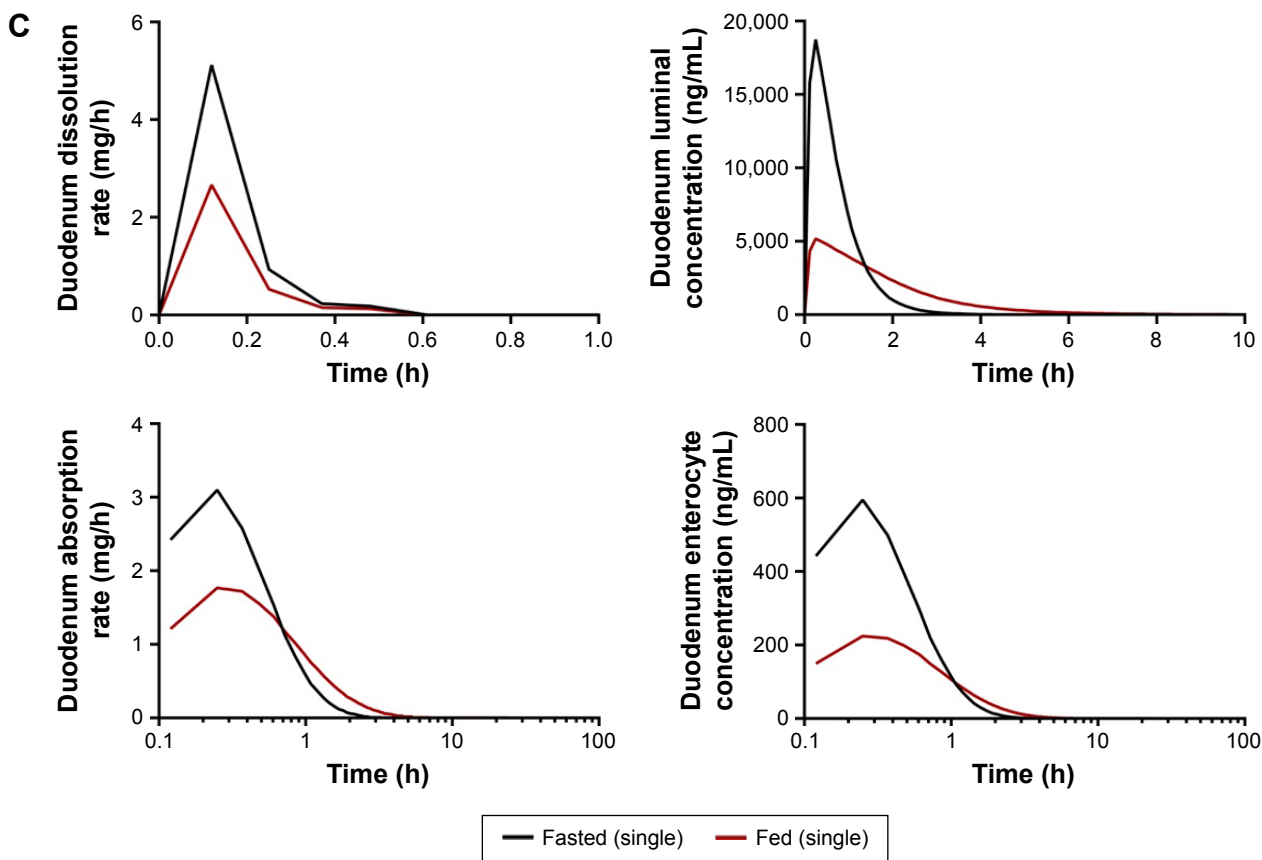 C
Duodenum dissolution
rate (mg/h)
6
4
2
0
0.0
0.2
0.4
0.6
0.8
1.0
Time (h)
Duodenum luminal
concentration (ng/mL)
20,000
15,000
10,000
5,000
0
0
2
4
6
8
10
Time (h)
Duodenum absorption
rate (mg/h)
4
3
2
1
0
0.1
1
10
100
Time (h)
Duodenum enterocyte
concentration (ng/mL)
800
600
400
200
0
0.1
1
10
100
Time (h)
Fasted (single)
Fed (single)